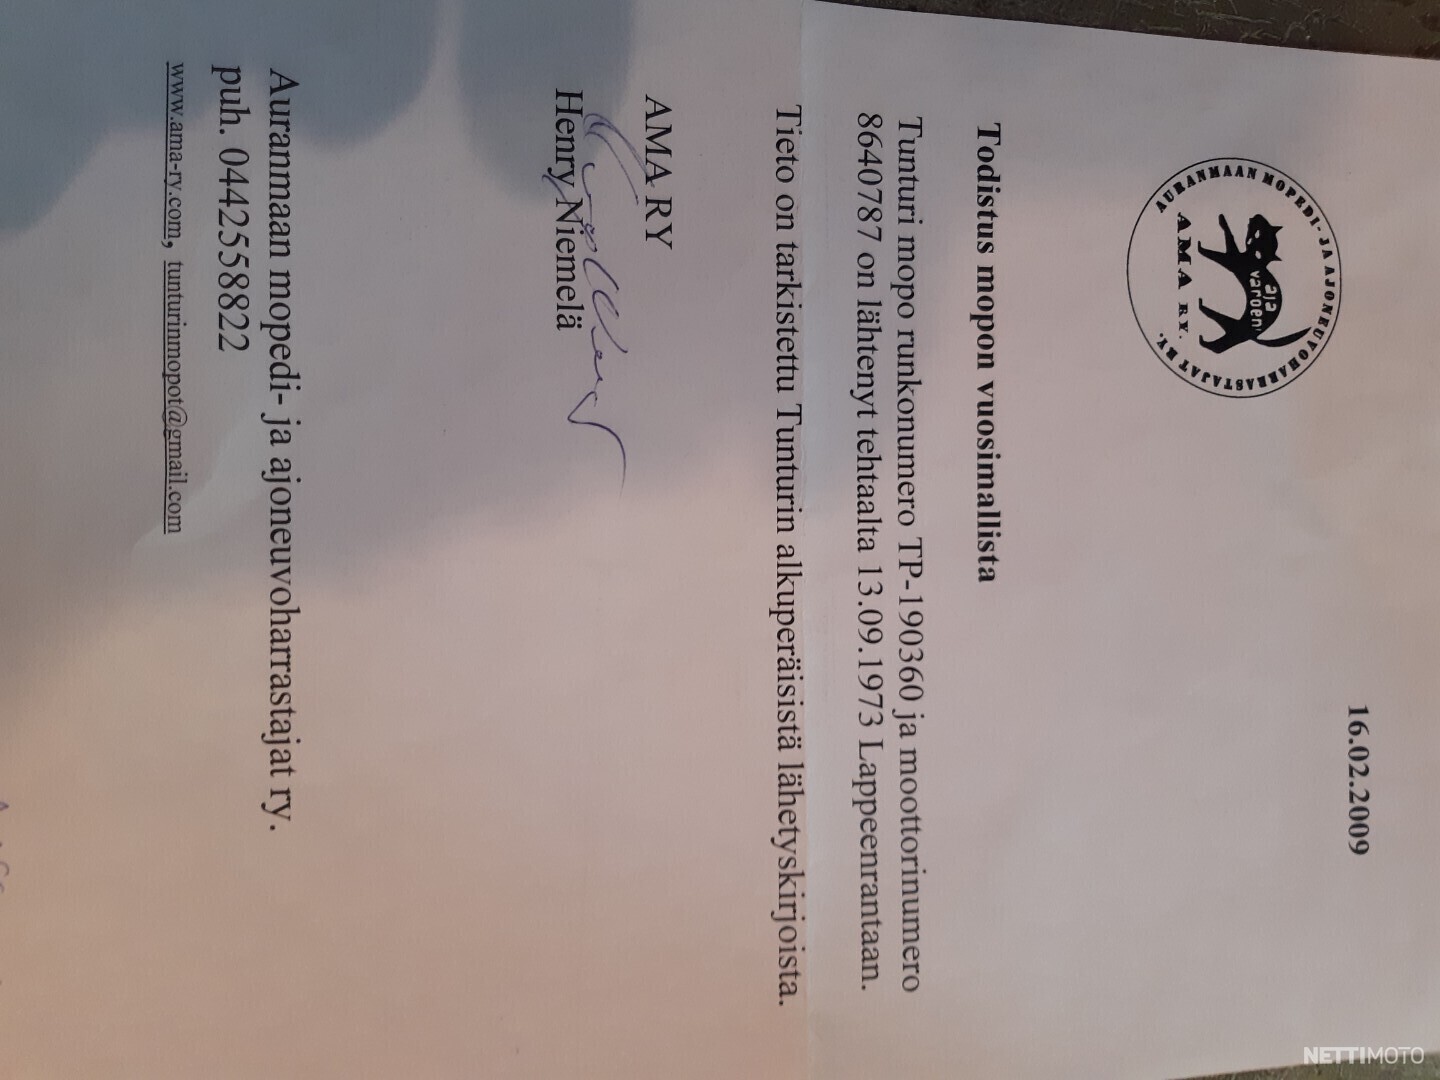 16.02.2009
AURANMAAN MOPEDI- JA AJONEUVOHARRASTAJAT RY.
aja
varoen!
AMA RY.
Todistus mopon vuosimallista
Tunturi mopo runkonumero TP-190360 ja moottorinumero
8640787 on lähtenyt tehtaalta 13.09.1973 Lappeenrantaan.
Tieto on tarkistettu Tunturin alkuperäisistä lähetyskirjoista.
AMA RY
Henry Niemelä
Auranmaan mopedi- ja ajoneuvoharrastajat ry.
puh. 0442558822
www.ama-ry.com, tunturinmopot@gmail.com
NETTIMOTO